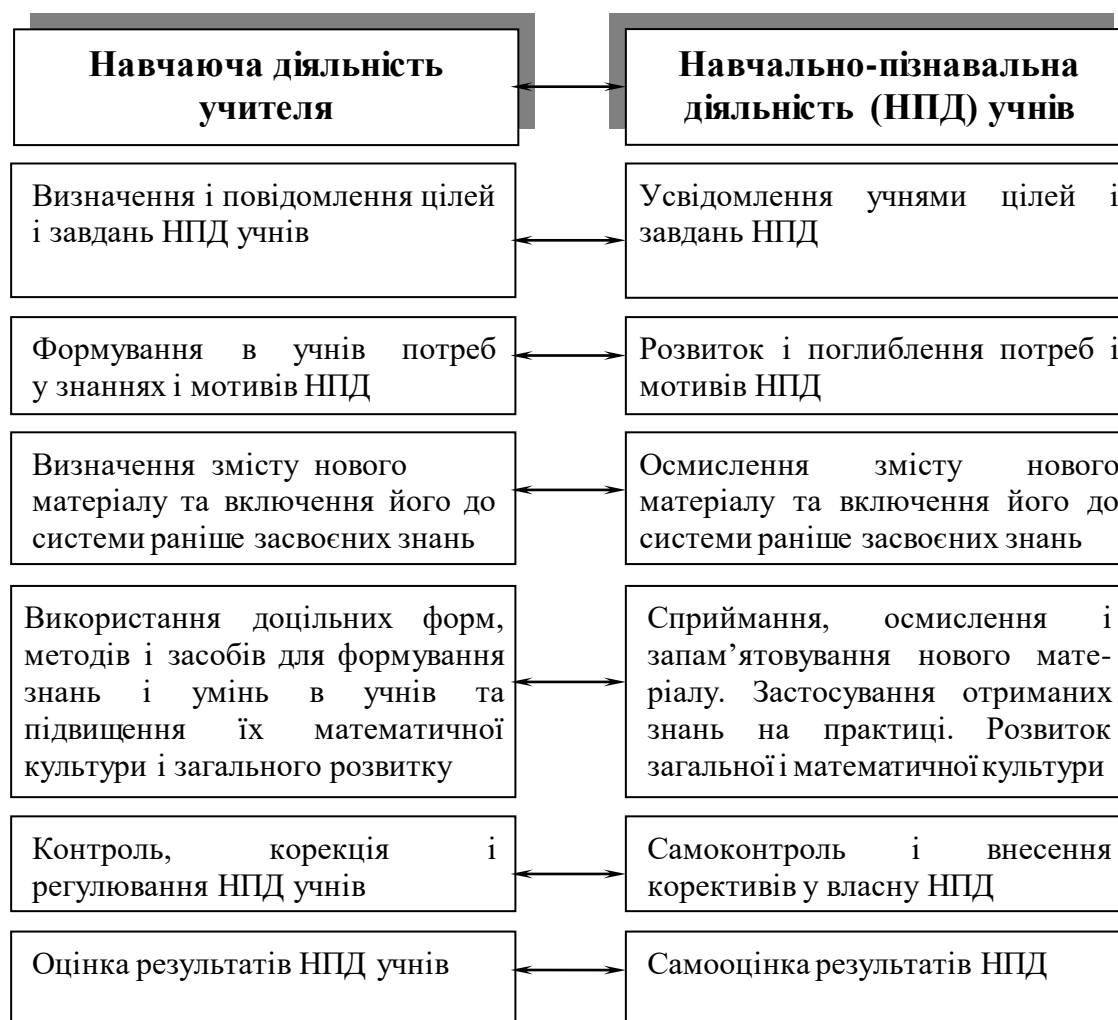 Навчаюча діяльність
учителя
Навчально-пізнавальна
діяльність (НПД) учнів
Визначення і повідомлення цілей
і завдань НПД учнів
Усвідомлення учнями цілей і
завдань НПД
Формування в учнів потреб
у знаннях і мотивів НПД
Розвиток і поглиблення потреб і
мотивів НПД
Визначення змісту нового
матеріалу та включення його до
системи раніше засвоєних знань
Осмислення змісту нового
матеріалу та включення його до
системи раніше засвоєних знань
Використання доцільних форм,
методів і засобів для формування
знань і умінь в учнів та
підвищення їх математичної
культури і загального розвитку
Сприймання, осмислення і
запам’ятовування нового мате-
ріалу. Застосування отриманих
знань на практиці. Розвиток
загальної і математичної культури
Контроль, корекція і
регулювання НПД учнів
Самоконтроль і внесення
корективів у власну НПД
Оцінка результатів НПД учнів
Самооцінка результатів НПД